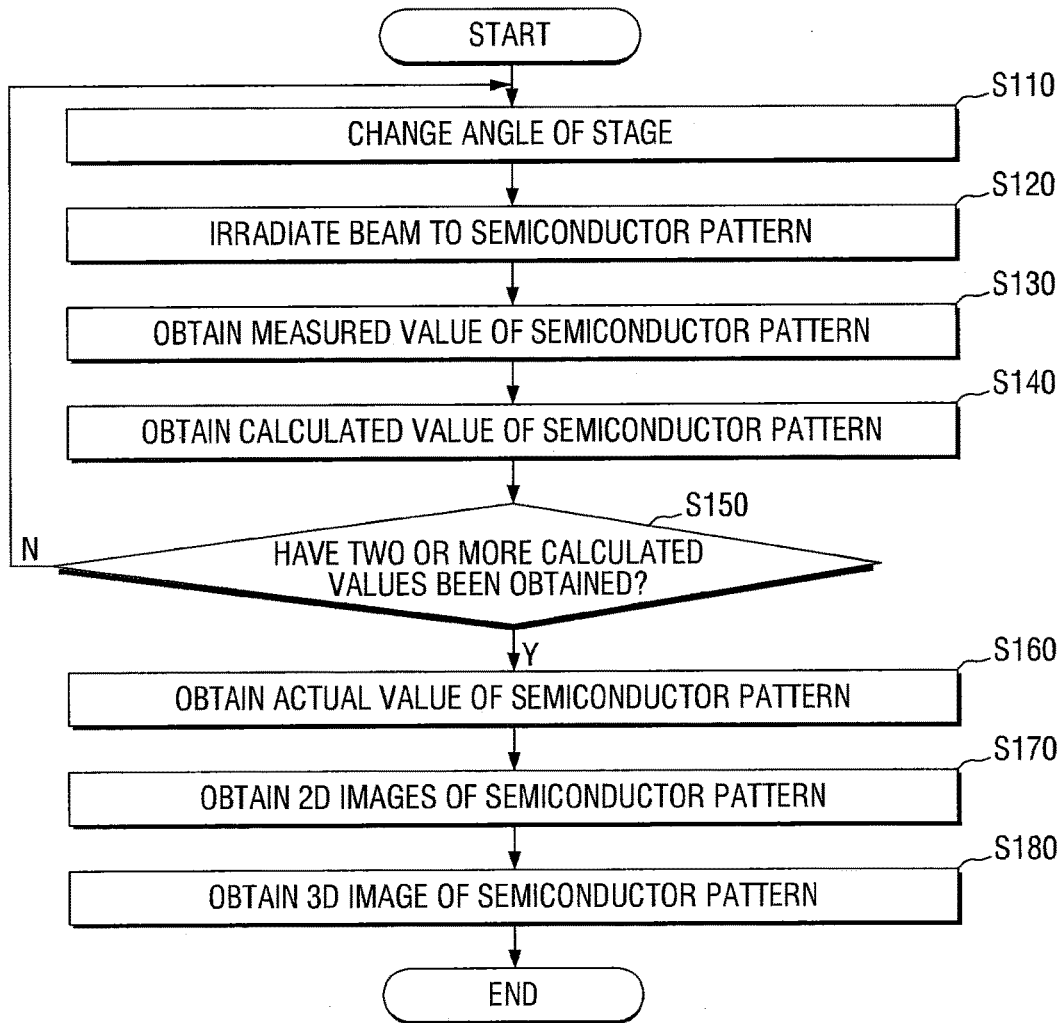 START
S110
CHANGE ANGLE OF STAGE
S120
IRRADIATE BEAM TO SEMICONDUCTOR PATTERN
S130
OBTAIN MEASURED VALUE OF SEMICONDUCTOR PATTERN
S140
OBTAIN CALCULATED VALUE OF SEMICONDUCTOR PATTERN
S150
N
HAVE TWO OR MORE CALCULATED
VALUES BEEN OBTAINED?
Y
S160
OBTAIN ACTUAL VALUE OF SEMICONDUCTOR PATTERN
S170
OBTAIN 2D IMAGES OF SEMICONDUCTOR PATTERN
S180
OBTAIN 3D IMAGE OF SEMICONDUCTOR PATTERN
END